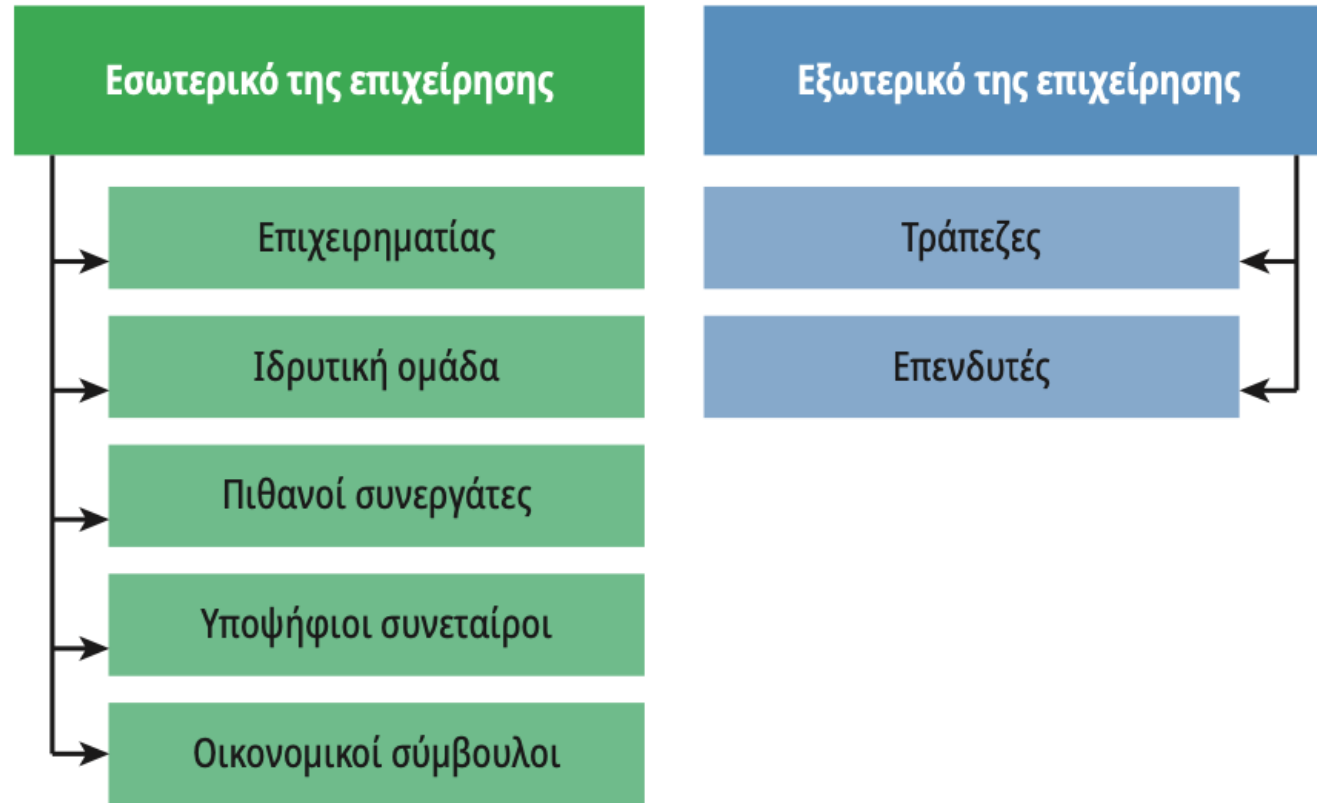 Εσωτερικό της επιχείρησης
Επιχειρηματίας
Ιδρυτική ομάδα
Πιθανοί συνεργάτες
Υποψήφιοι συνεταίροι
Οικονομικοί σύμβουλοι
Εξωτερικό της επιχείρησης
Τράπεζες
Επενδυτές